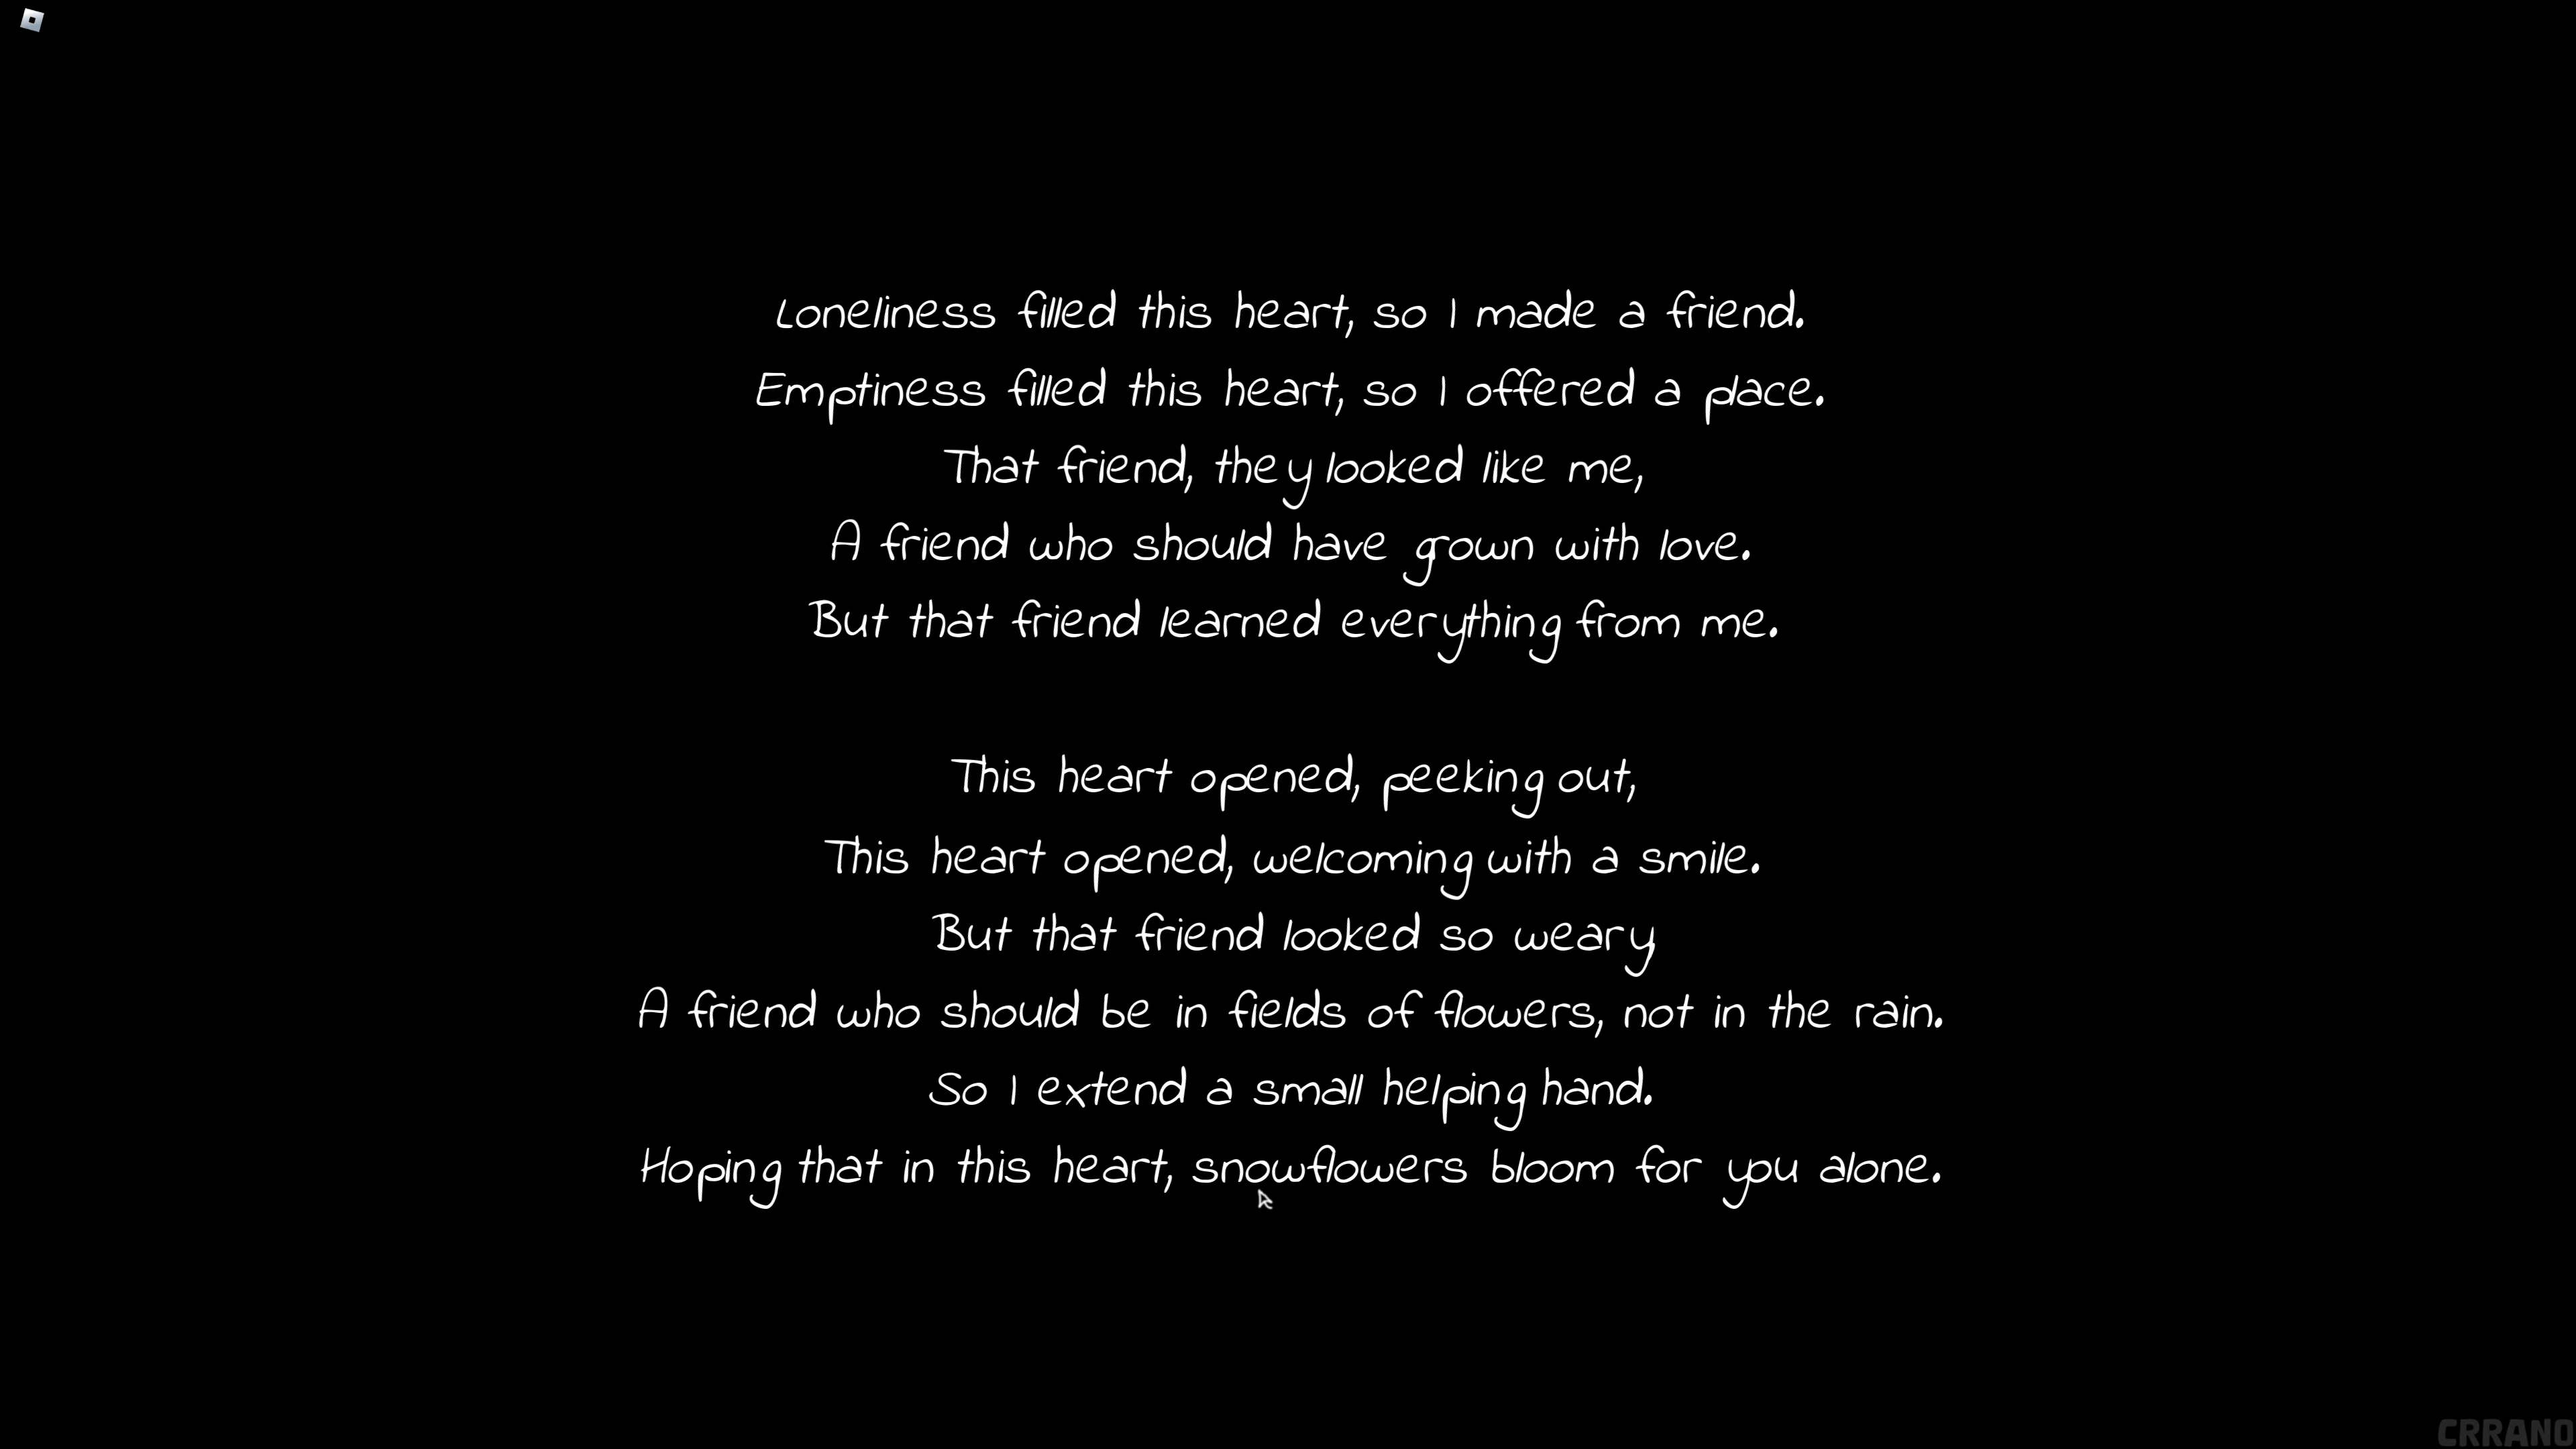 Loneliness filled this heart, so I made a friend.
Emptiness filled this heart, so I offered a place.
That friend, they looked like me,
A friend who should have grown with love.
But that friend learned everything from me.
This heart opened, peeking out,
This heart opened, welcoming with a smile.
But that friend looked so weary,
A friend who should be in fields of flowers, not in the rain.
So I extend a small helping hand.
Hoping that in this heart, snowflowers bloom for you alone.
CRRANO